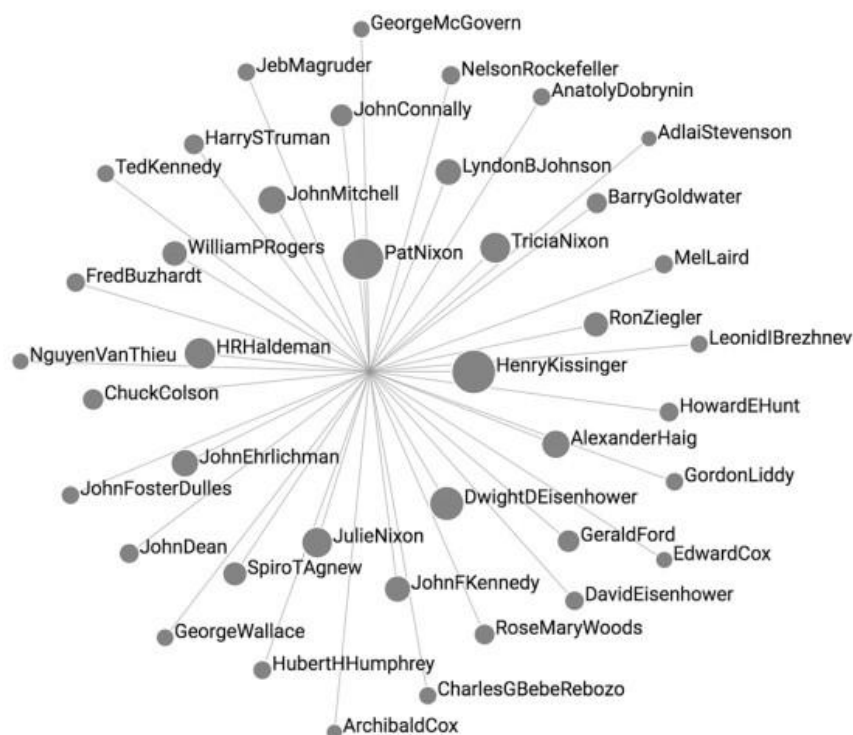 GeorgeMcGovern
JebMagruder
NelsonRockefeller
AnatolyDobrynin
JohnConnally
AdlaiStevenson
HarrySTruman
TedKennedy
LyndonBJohnson
JohnMitchell
BarryGoldwater
TriciaNixon
WilliamPRogers
PatNixon
MelLaird
FredBuzhardt
RonZiegler
LeonidIBrezhnev
HRHaldeman
NguyenVanThieu
HenryKissinger
ChuckColson
HowardEHunt
AlexanderHaig
JohnEhrlichman
GordonLiddy
JohnFosterDulles
DwightDEisenhower
GeraldFord
JulieNixon
JohnDean
EdwardCox
SpiroTAgnew
JohnFKennedy
DavidEisenhower
RoseMaryWoods
GeorgeWallace
HubertHHumphrey
CharlesGBebeRebozo
ArchibaldCox